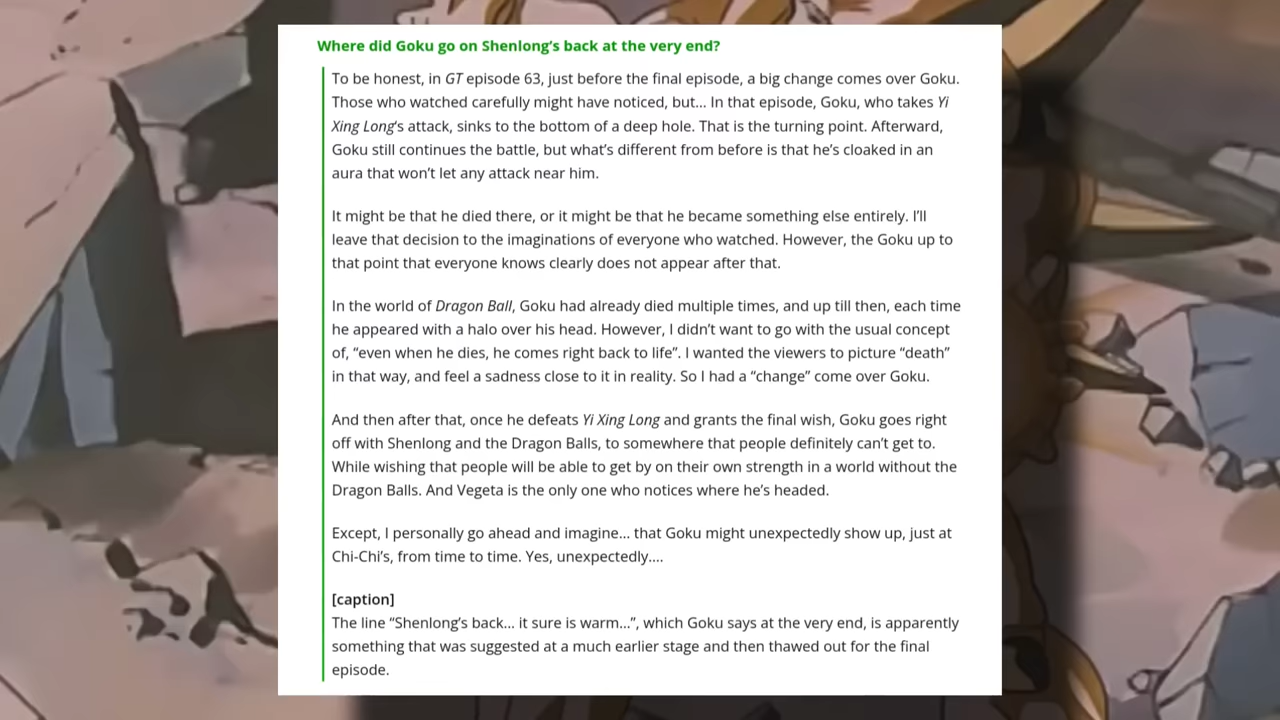 Where did Goku go on Shenlong's back at the very end?
To be honest, in GT episode 63, just before the final episode, a big change comes over Goku.
Those who watched carefully might have noticed, but... In that episode, Goku, who takes Yi
Xing Long's attack, sinks to the bottom of a deep hole. That is the turning point. Afterward,
Goku still continues the battle, but what's different from before is that he's cloaked in an
aura that won't let any attack near him.
It might be that he died there, or it might be that he became something else entirely. I'll
leave that decision to the imaginations of everyone who watched. However, the Goku up to
that point that everyone knows clearly does not appear after that.
In the world of Dragon Ball, Goku had already died multiple times, and up till then, each time
he appeared with a halo over his head. However, I didn't want to go with the usual concept
of, “even when he dies, he comes right back to life”. I wanted the viewers to picture “death”
in that way, and feel a sadness close to it in reality. So I had a “change” come over Goku.
And then after that, once he defeats Yi Xing Long and grants the final wish, Goku goes right
off with Shenlong and the Dragon Balls, to somewhere that people definitely can't get to.
While wishing that people will be able to get by on their own strength in a world without the
Dragon Balls. And Vegeta is the only one who notices where he's headed.
Except, I personally go ahead and imagine... that Goku might unexpectedly show up, just at
Chi-Chi's, from time to time. Yes, unexpectedly....
[caption]
The line “Shenlong's back... it sure is warm...”, which Goku says at the very end, is apparently
something that was suggested at a much earlier stage and then thawed out for the final
episode.